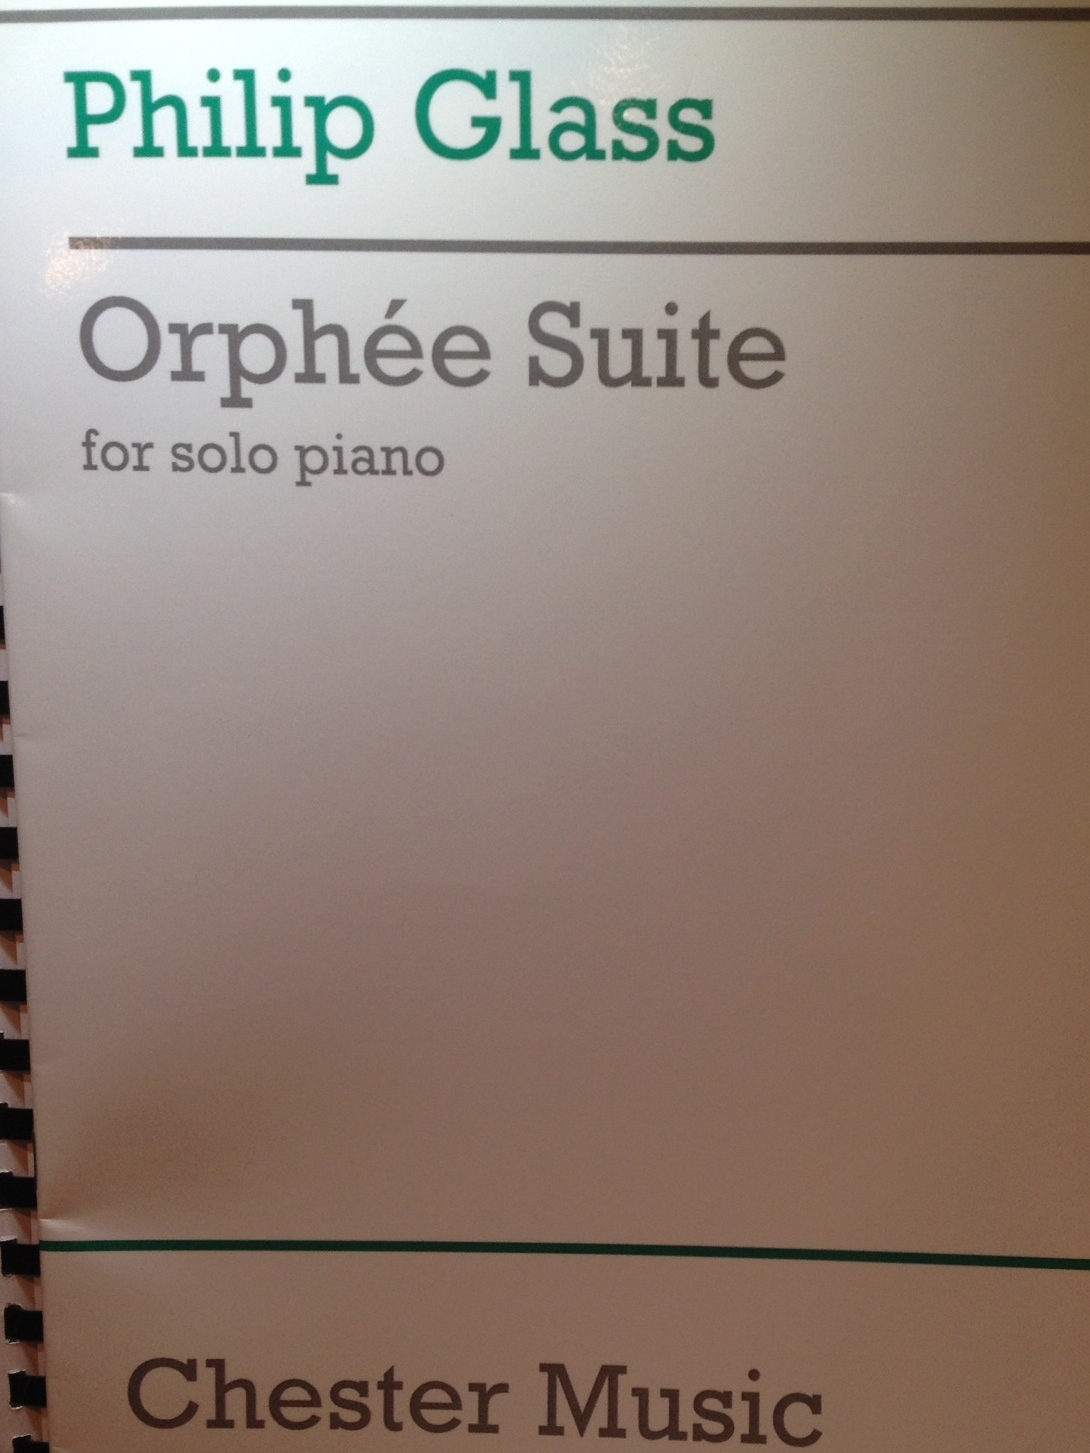 Philip Glass
Orphée Suite
for solo piano
Chester Music